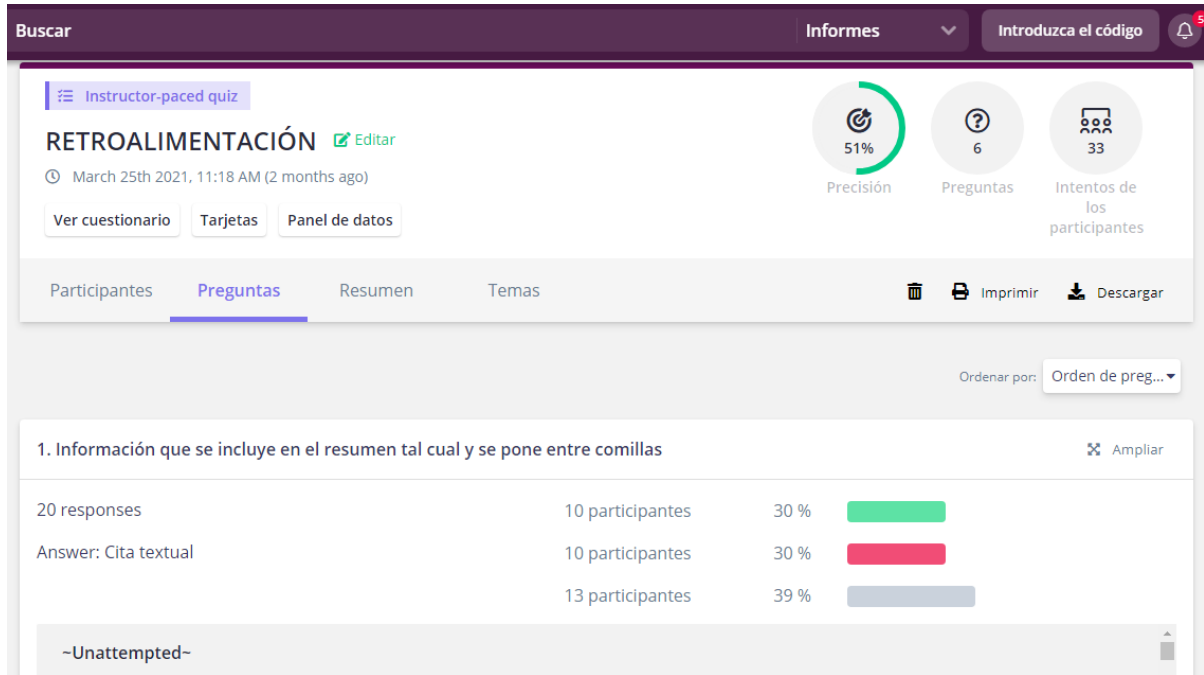 Buscar
Informes
Introduzca el código
5
Instructor-paced quiz
RETROALIMENTACIÓN Editar
March 25th 2021, 11:18 AM (2 months ago)
Ver cuestionario Tarjetas Panel de datos
51%
Precisión
6
Preguntas
33
Intentos de
los
participantes
Participantes Preguntas Resumen Temas
Imprimir Descargar
Ordenar por: Orden de preg...
1. Información que se incluye en el resumen tal cual y se pone entre comillas
Ampliar
20 responses 10 participantes 30 %
Answer: Cita textual 10 participantes 30 %
13 participantes 39 %
~Unattempted~